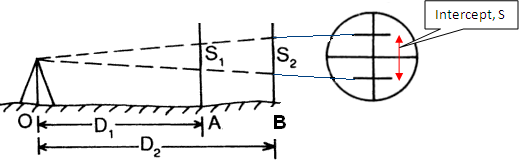 Intercept, S
S1
S2
O
D1
A
B
D2